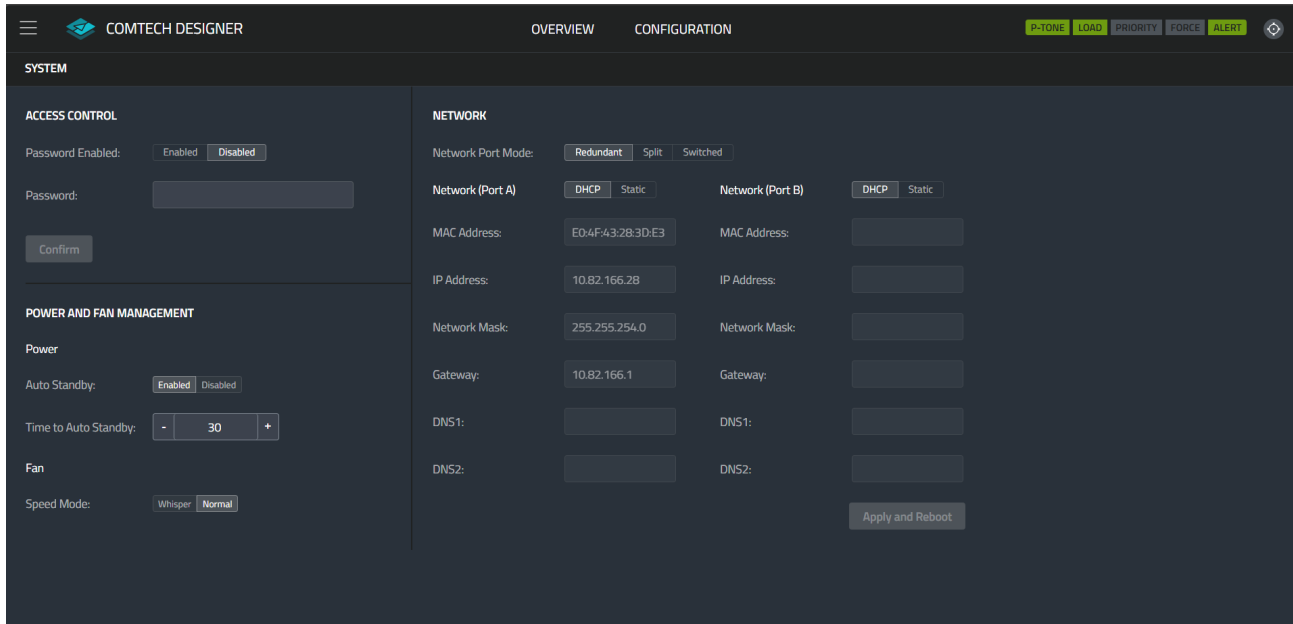 COMTECH DESIGNER
OVERVIEW CONFIGURATION
P-TONE LOAD PRIORITY FORCE ALERT
SYSTEM
ACCESS CONTROL
Password Enabled: Enabled Disabled
Password:
Confirm
POWER AND FAN MANAGEMENT
Power
Auto Standby: Enabled Disabled
Time to Auto Standby: - 30 +
Fan
Speed Mode: Whisper Normal
NETWORK
Network Port Mode: Redundant Split Switched
Network (Port A) DHCP Static
MAC Address: E0:4F:43:28:3D:E3
IP Address: 10.82.166.28
Network Mask: 255.255.254.0
Gateway: 10.82.166.1
DNS1:
DNS2:
Network (Port B) DHCP Static
MAC Address:
IP Address:
Network Mask:
Gateway:
DNS1:
DNS2:
Apply and Reboot